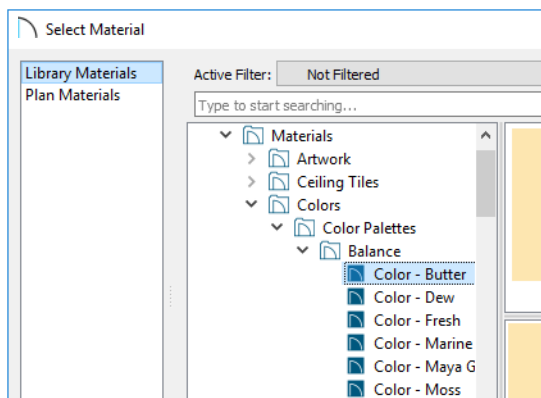 Select Material
Library Materials
Plan Materials
Active Filter: Not Filtered
Type to start searching...
Materials
Artwork
Ceiling Tiles
Colors
Color Palettes
Balance
Color - Butter
Color - Dew
Color - Fresh
Color - Marine
Color - Maya G
Color - Moss